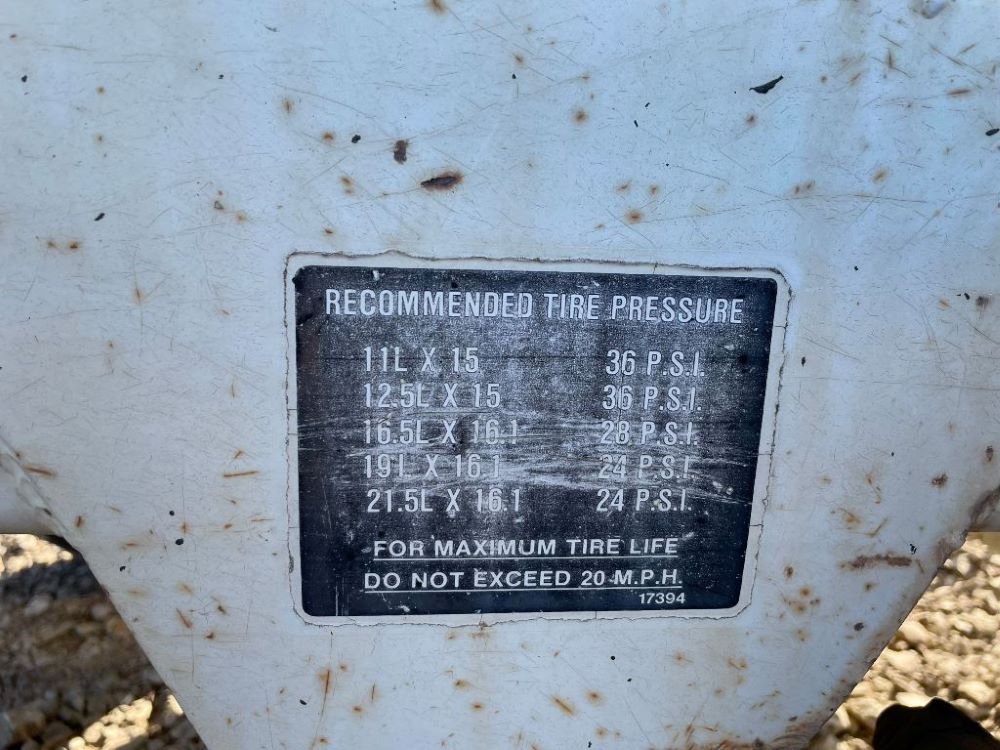 RECOMMENDED TIRE PRESSURE
11L X 15 36 P.S.I.
12.5L X 15 36 P.S.I.
16.5L X 16.1 28 P.S.I.
19L X 16.1 24 P.S.I.
21.5L X 16.1 24 P.S.I.
FOR MAXIMUM TIRE LIFE
DO NOT EXCEED 20 M.P.H.
17394